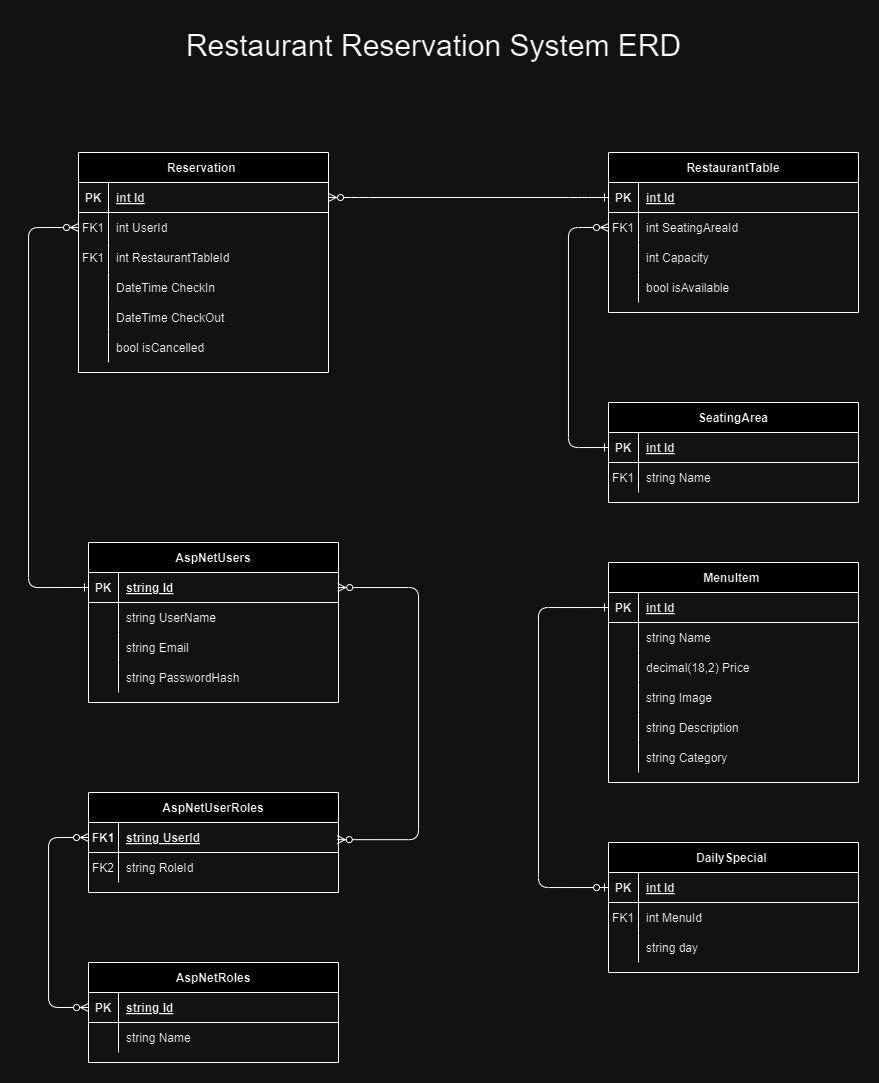 Restaurant Reservation System ERD
Reservation
PK int Id
FK1 int UserId
FK1 int RestaurantTableId
DateTime CheckIn
DateTime CheckOut
bool isCancelled
RestaurantTable
PK int Id
FK1 int SeatingAreaId
int Capacity
bool isAvailable
SeatingArea
PK int Id
FK1 string Name
AspNetUsers
PK string Id
string UserName
string Email
string PasswordHash
MenuItem
PK int Id
string Name
decimal(18,2) Price
string Image
string Description
string Category
AspNetUserRoles
FK1 string UserId
FK2 string RoleId
DailySpecial
PK int Id
FK1 int MenuId
string day
AspNetRoles
PK string Id
string Name